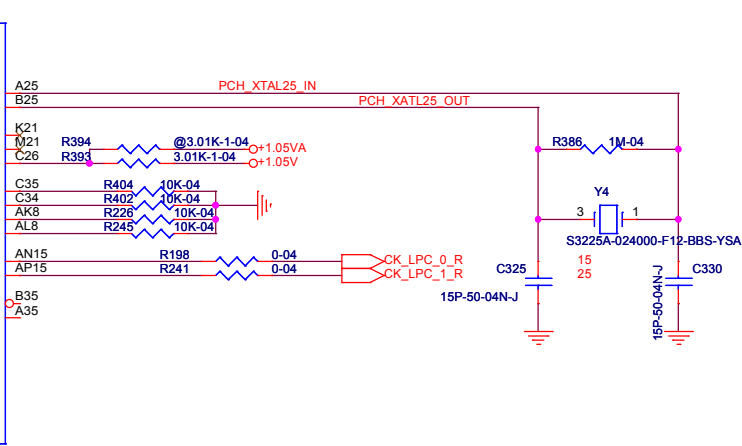 A25 PCH_XTAL25_IN
B25 PCH_XATL25_OUT
K21
M21 R394 @3.01K-1-04 +1.05VA R386 1M-04
C26 R393 3.01K-1-04 +1.05V
C35 R404 10K-04 Y4
C34 R402 10K-04
AK8 R226 10K-04 3 1
AL8 R245 10K-04 S3225A-024000-F12-BBS-YSA
AN15 R198 0-04 CK_LPC_0_R 15
AP15 R241 0-04 CK_LPC_1_R C325 25 C330
B35 15P-50-04N-J 15P-50-04N-J
A35